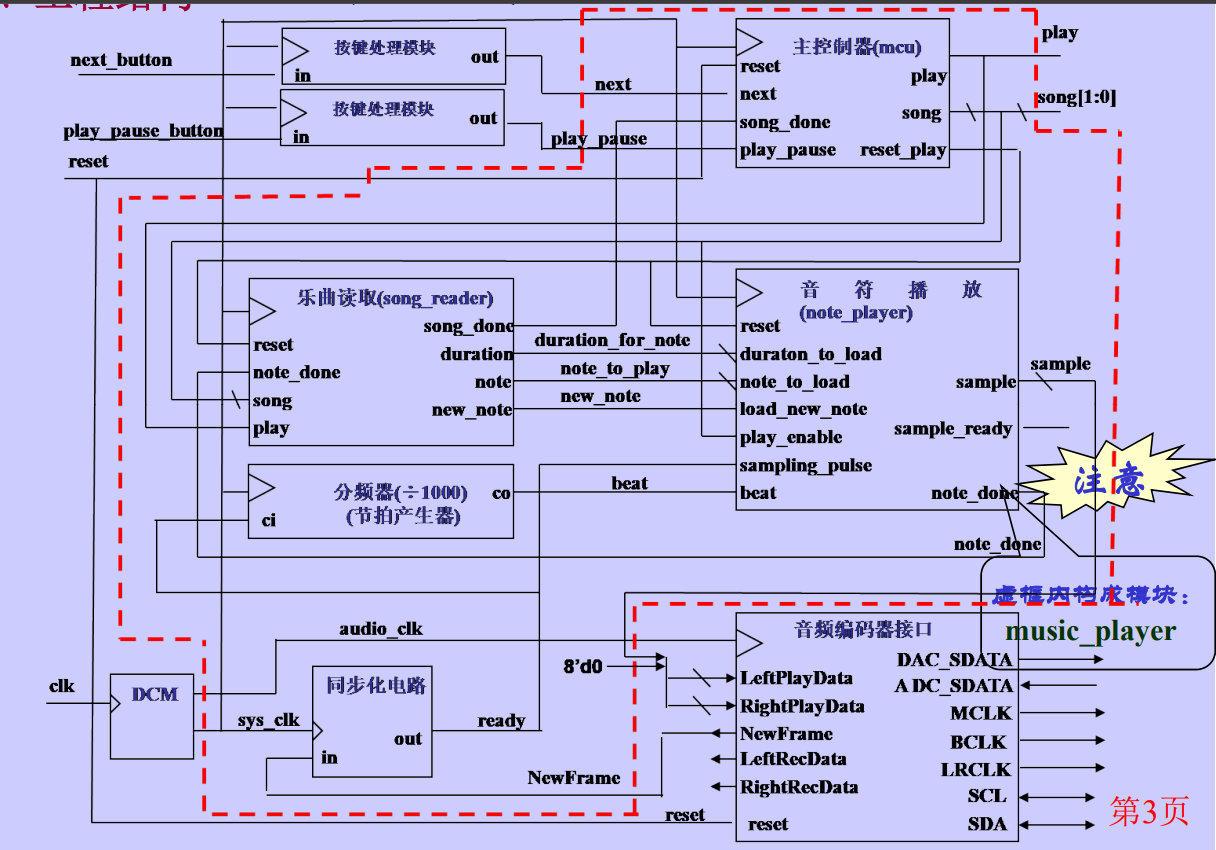 工程结构
next_button
按键处理模块
in
out
next
play_pause_button
按键处理模块
in
out
play_pause
reset
主控制器(mcu)
reset
next
song_done
play_pause
play
song
reset_play
play
song[1:0]
乐曲读取(song_reader)
song_done
duration
note
new_note
reset
note_done
song
play
duration_for_note
note_to_play
new_note
音 符 播 放
(note_player)
reset
duraton_to_load
note_to_load
load_new_note
play_enable
sampling_pulse
beat
sample
sample_ready
note_done
sample
注意
note_done
分频器(÷1000)
(节拍产生器)
ci
co
beat
虚框内构成模块：
music_player
audio_clk
8'd0
clk
DCM
sys_clk
同步化电路
in
out
ready
NewFrame
reset
音频编码器接口
LeftPlayData
RightPlayData
NewFrame
LeftRecData
RightRecData
reset
DAC_SDATA
ADC_SDATA
MCLK
BCLK
LRCLK
SCL
SDA
第3页